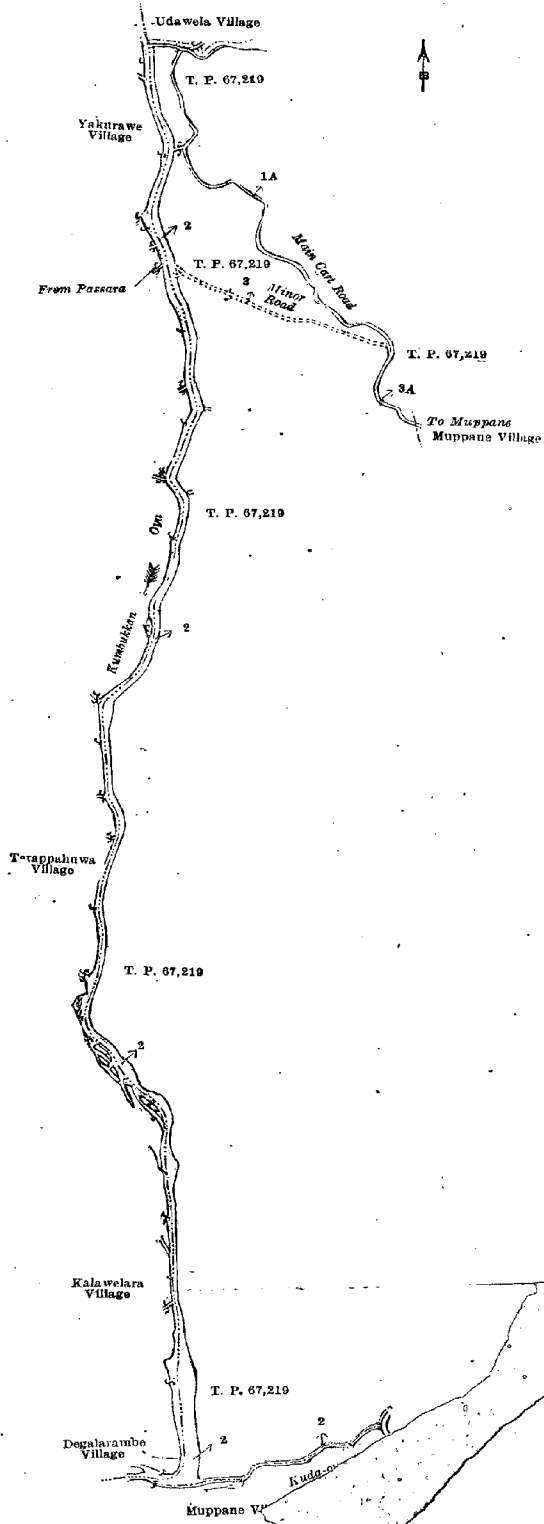 Udawela Village
T. P. 67,219
Yakurawe
Village
1A
2
Main Cart Road
T. P. 67,219
From Passara
3
Minor
Road
T. P. 67,219
3A
To Muppane
Muppane Village
T. P. 67,219
Oya
Kumbukkan
2
Village
T. P. 67,219
2
Kalawelara
Village
T. P. 67,219
2
Degalarambe
Village
2
Muppane